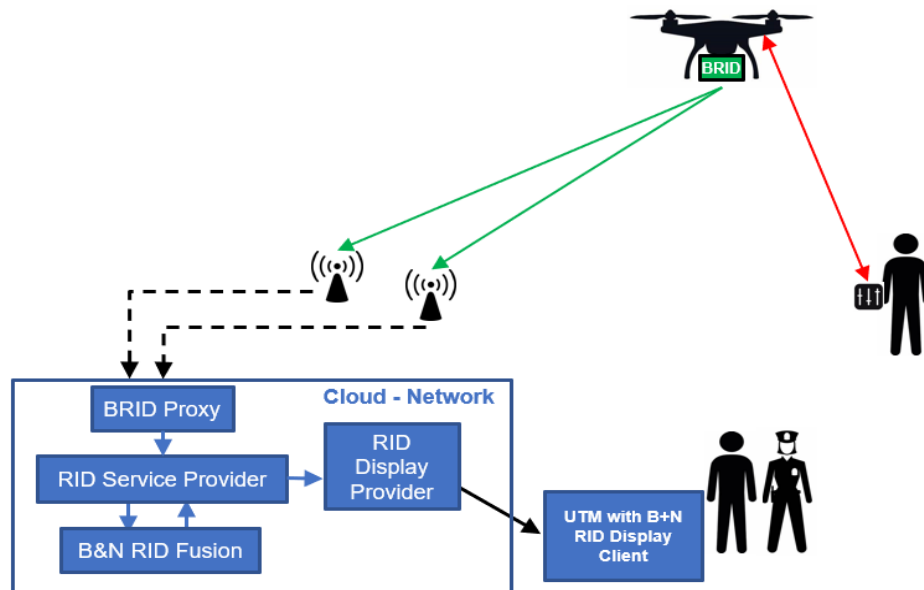 BRID
Cloud - Network
BRID Proxy
RID Service Provider
B&N RID Fusion
RID
Display
Provider
UTM with B+N
RID Display
Client